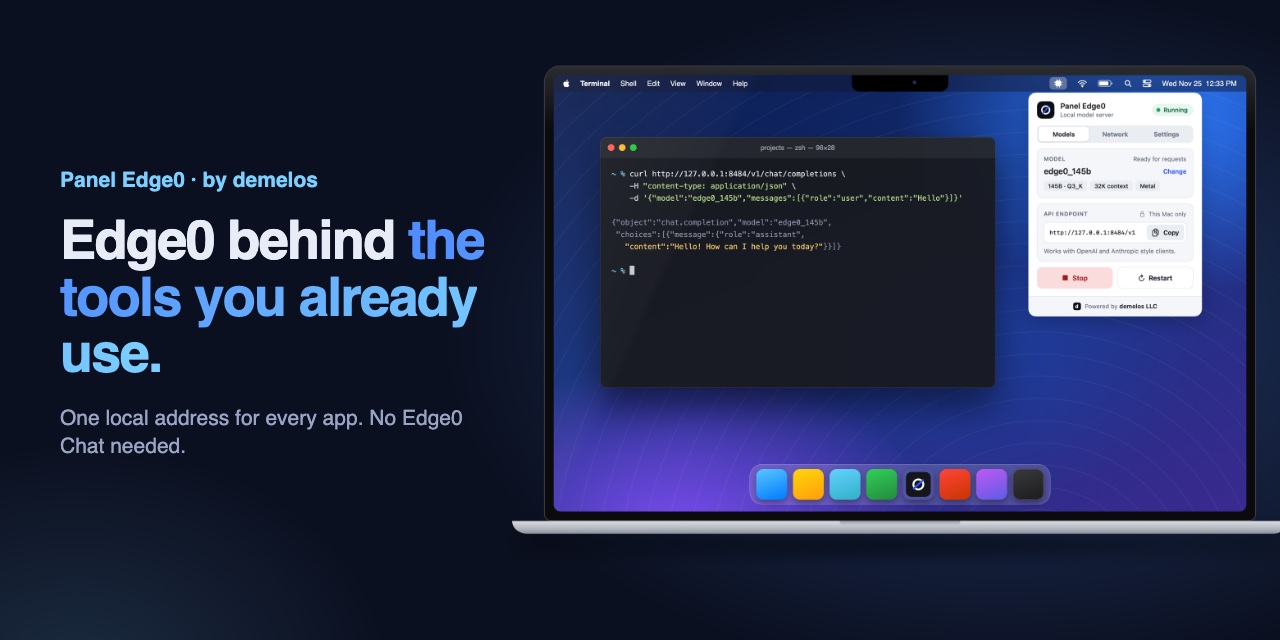 Panel Edge0 · by demelos
Edge0 behind the
tools you already
use.
One local address for every app. No Edge0
Chat needed.
Terminal Shell Edit View Window Help
Wed Nov 25 12:33 PM
projects — zsh — 96×28
~ % curl http://127.0.0.1:8484/v1/chat/completions \
-H "content-type: application/json" \
-d '{"model":"edge0_145b","messages":[{"role":"user","content":"Hello"}]}'
{"object":"chat.completion","model":"edge0_145b",
"choices":[{"message":{"role":"assistant",
"content":"Hello! How can I help you today?"}}]}
~ %
Panel Edge0
Local model server
Running
Models Network Settings
MODEL Ready for requests
edge0_145b Change
145B · Q3_K 32K context Metal
API ENDPOINT This Mac only
http://127.0.0.1:8484/v1 Copy
Works with OpenAI and Anthropic style clients.
Stop Restart
Powered by demelos LLC